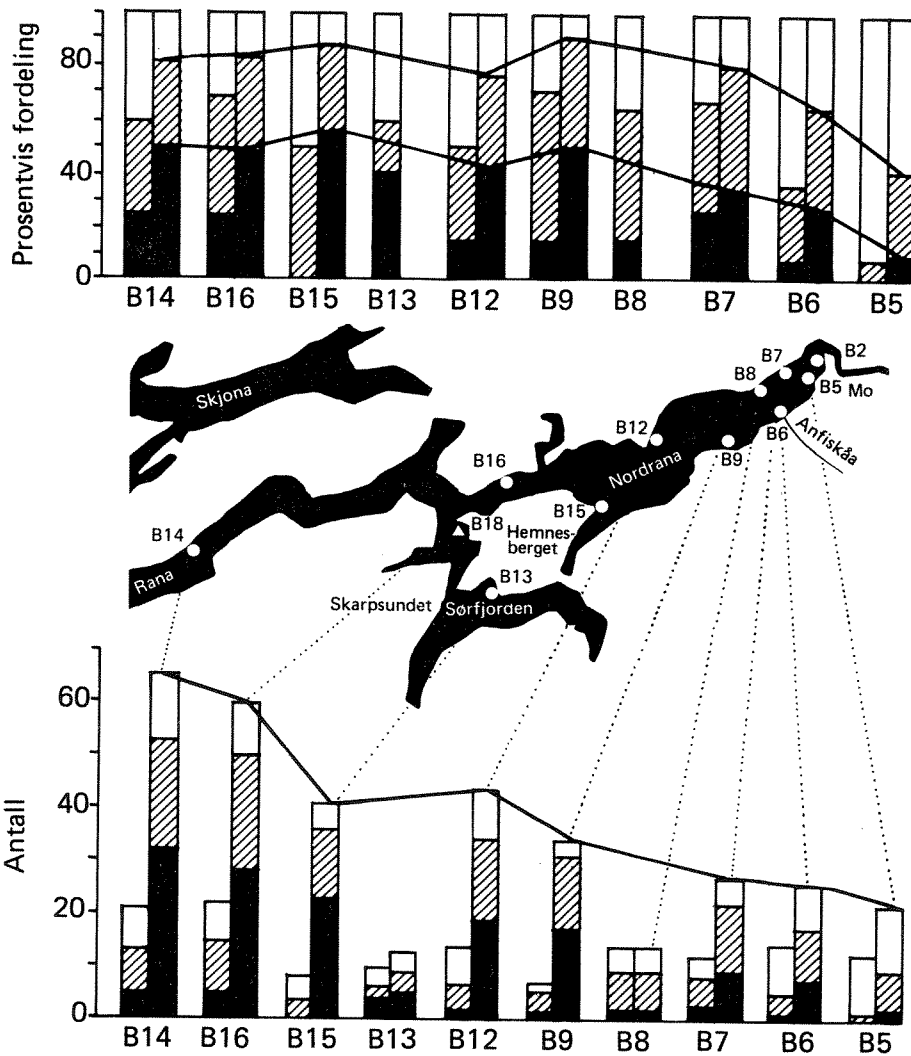 Prosentvis fordeling
80
40
0
B14 B16 B15 B13 B12 B9 B8 B7 B6 B5
Skjona
B7
B2
B8
B5 Mo
B12
B6
Anfiskåa
B16
Nordrana
B9
B15
B14
B18
Hemnes-
berget
Rana
B13
Skarpsundet
Sørfjorden
Antall
60
40
20
0
B14 B16 B15 B13 B12 B9 B8 B7 B6 B5